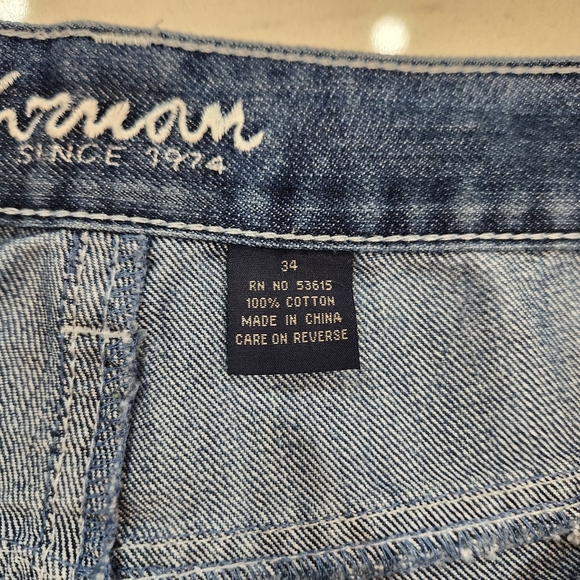 SINCE 1974
34
RN NO 53615
100% COTTON
MADE IN CHINA
CARE ON REVERSE